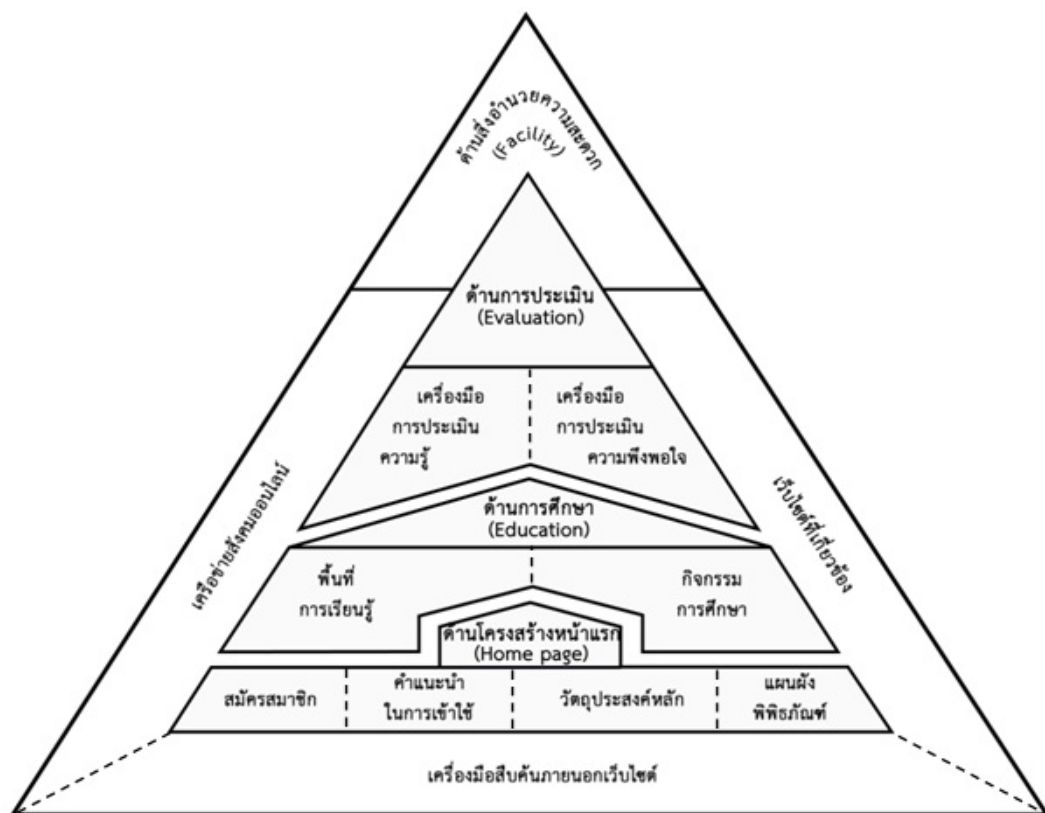 ด้านสิ่งอำนวยความสะดวก
(Facility)
ด้านการประเมิน
(Evaluation)
เครื่องมือ
การประเมิน
ความรู้
เครื่องมือ
การประเมิน
ความพึงพอใจ
เครือข่ายสังคมออนไลน์
เว็บไซต์ที่เกี่ยวข้อง
ด้านการศึกษา
(Education)
พื้นที่
การเรียนรู้
กิจกรรม
การศึกษา
ด้านโครงสร้างหน้าแรก
(Home page)
สมัครสมาชิก
คำแนะนำ
ในการเข้าใช้
วัตถุประสงค์หลัก
แผนผัง
พิพิธภัณฑ์
เครื่องมือสืบค้นภายนอกเว็บไซต์